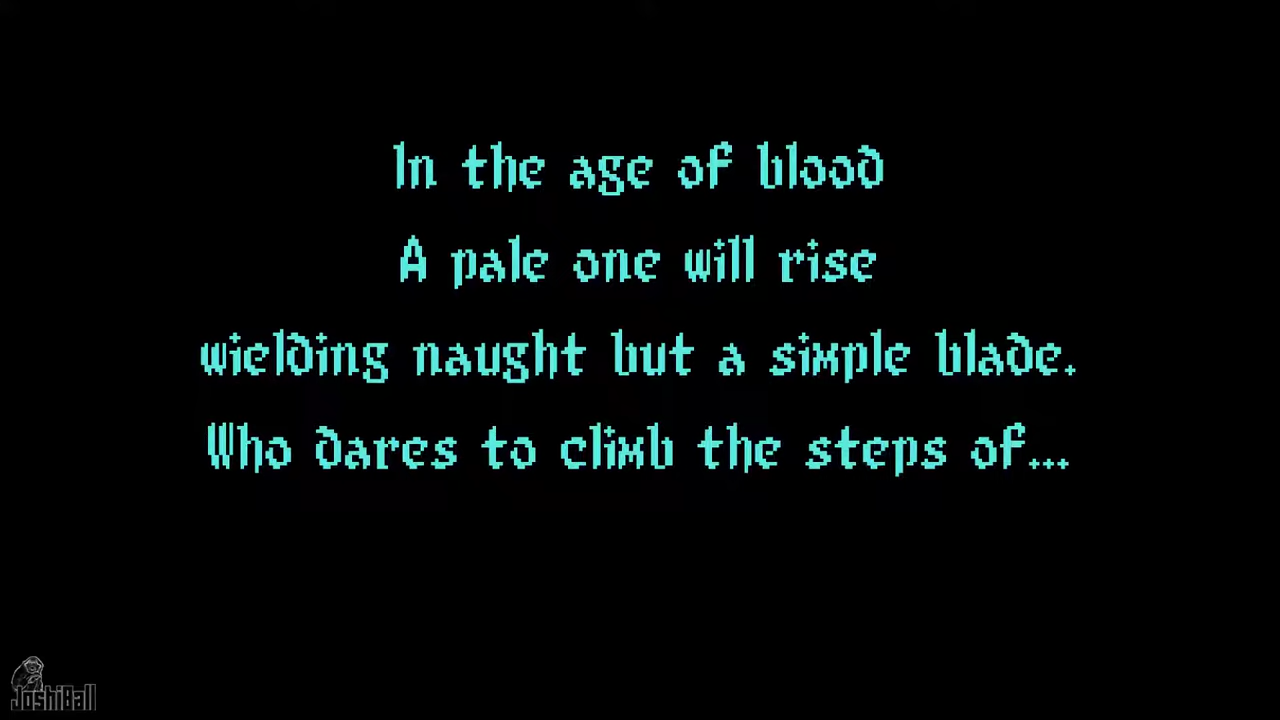 In the age of blood
A pale one will rise
wielding naught but a simple blade.
Who dares to climb the steps of...
JoshiBall